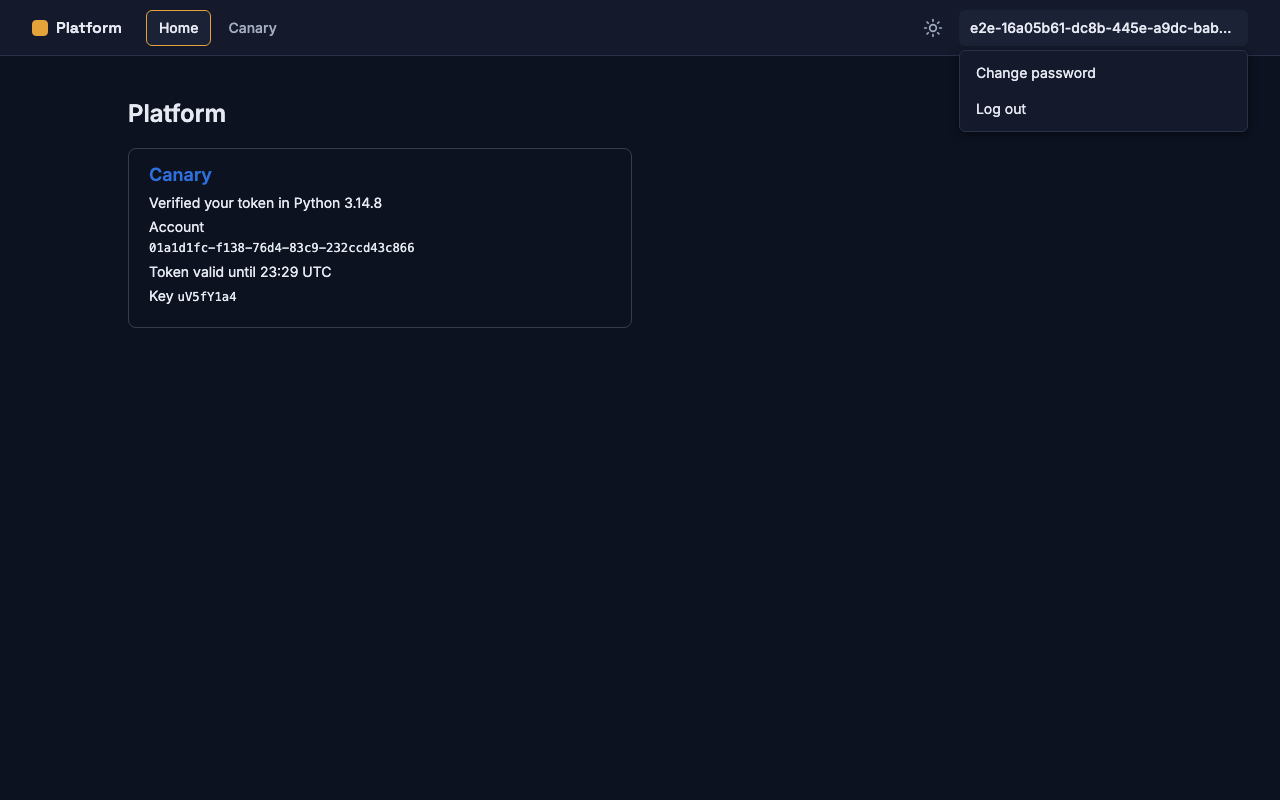 Platform
Home
Canary
e2e-16a05b61-dc8b-445e-a9dc-bab...
Change password
Log out
Platform
Canary
Verified your token in Python 3.14.8
Account
01a1d1fc-f138-76d4-83c9-232ccd43c866
Token valid until 23:29 UTC
Key uV5fY1a4